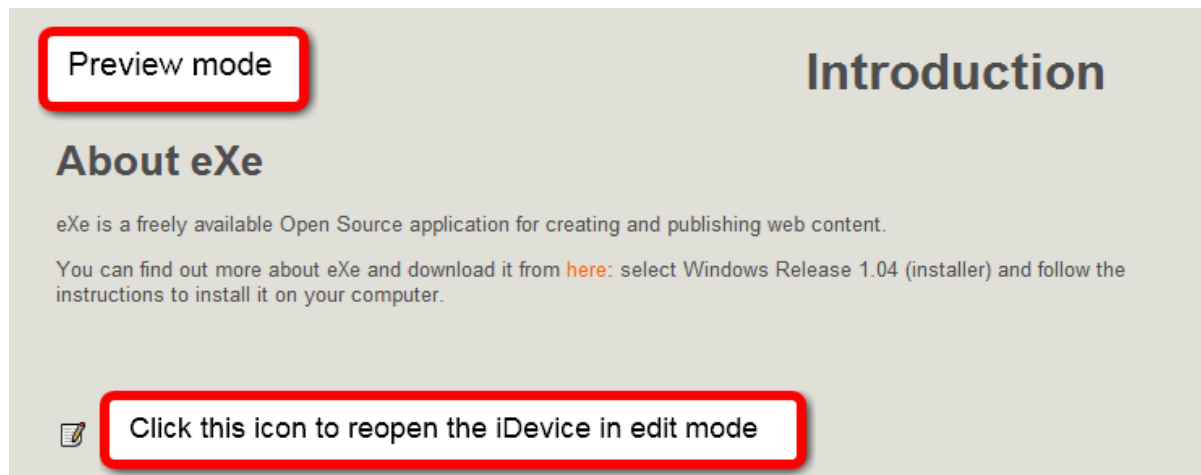 Preview mode
Introduction
About eXe
eXe is a freely available Open Source application for creating and publishing web content.
You can find out more about eXe and download it from here: select Windows Release 1.04 (installer) and follow the
instructions to install it on your computer.
Click this icon to reopen the iDevice in edit mode